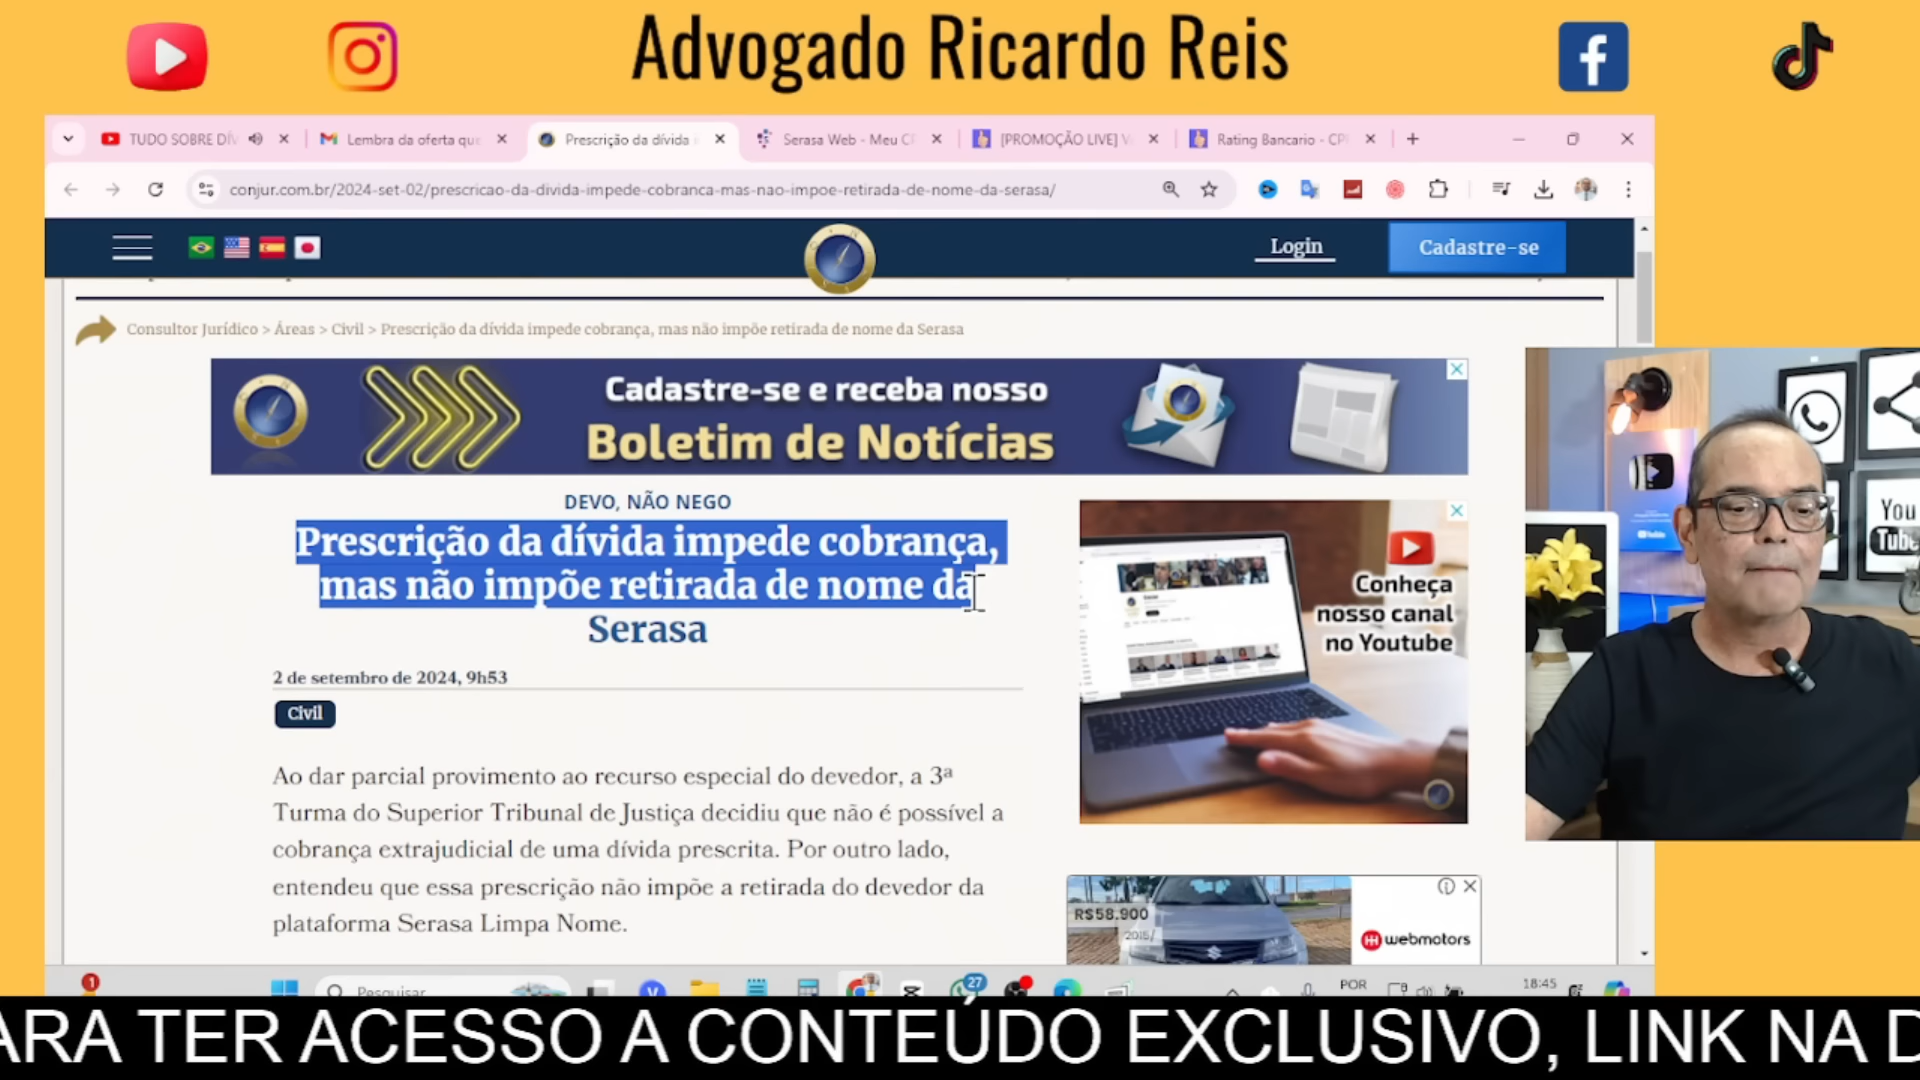 Advogado Ricardo Reis
TUDO SOBRE DÍV
Lembra da oferta que
Prescrição da dívida
Serasa Web - Meu C
[PROMOÇÃO LIVE] V
Rating Bancario - CP
conjur.com.br/2024-set-02/prescricao-da-divida-impede-cobranca-mas-nao-impoe-retirada-de-nome-da-serasa/
Login
Cadastre-se
Consultor Jurídico > Áreas > Civil > Prescrição da dívida impede cobrança, mas não impõe retirada de nome da Serasa
Cadastre-se e receba nosso
Boletim de Notícias
DEVO, NÃO NEGO
Prescrição da dívida impede cobrança,
mas não impõe retirada de nome da
Serasa
2 de setembro de 2024, 9h53
Civil
Ao dar parcial provimento ao recurso especial do devedor, a 3ª
Turma do Superior Tribunal de Justiça decidiu que não é possível a
cobrança extrajudicial de uma dívida prescrita. Por outro lado,
entendeu que essa prescrição não impõe a retirada do devedor da
plataforma Serasa Limpa Nome.
Conheça
nosso canal
no Youtube
R$58.900
2015/
webmotors
You
Tube
1
Pesquisar
27
POR
18:45
ARA TER ACESSO A CONTEÚDO EXCLUSIVO, LINK NA D